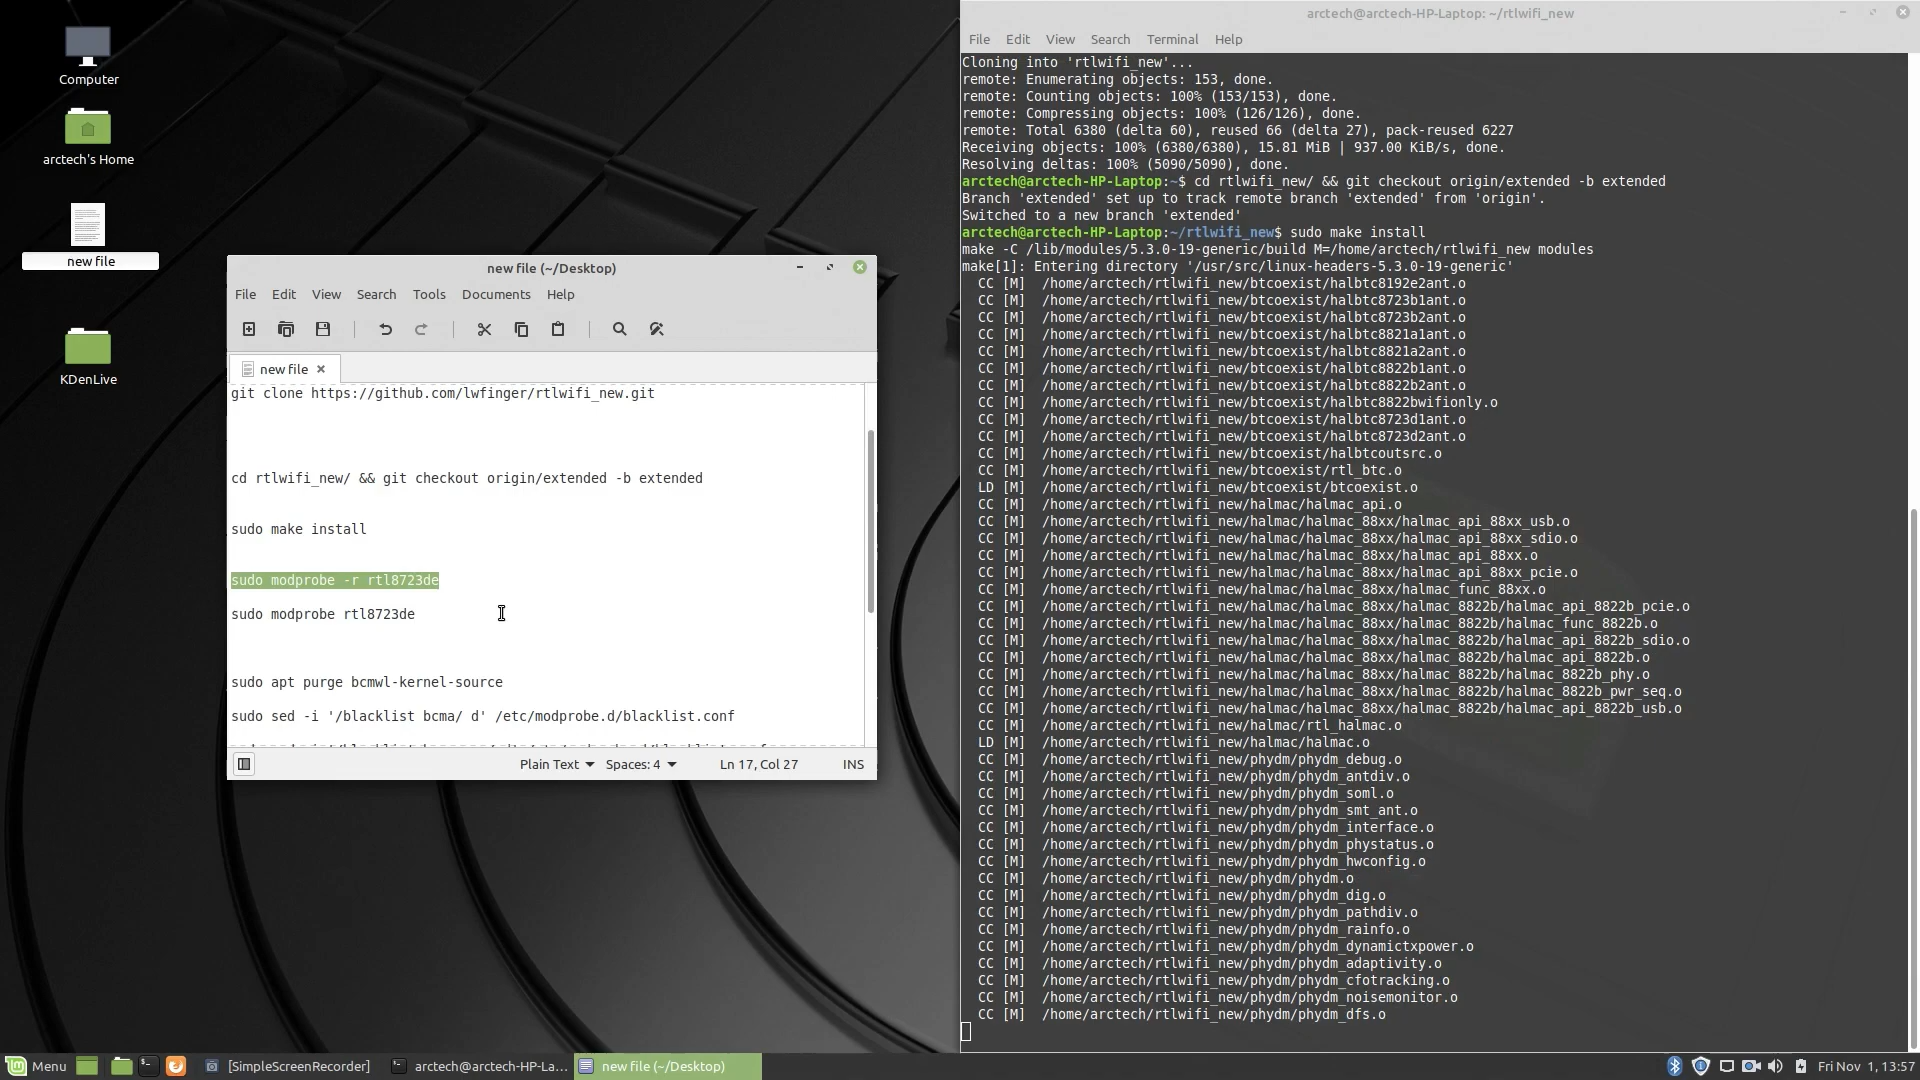 Computer
arctech's Home
new file
KDenLive
new file (~/Desktop)
File Edit View Search Tools Documents Help
new file
git clone https://github.com/lwfinger/rtlwifi_new.git
cd rtlwifi_new/ && git checkout origin/extended -b extended
sudo make install
sudo modprobe -r rtl8723de
sudo modprobe rtl8723de
sudo apt purge bcmwl-kernel-source
sudo sed -i '/blacklist bcma/ d' /etc/modprobe.d/blacklist.conf
Plain Text Spaces: 4 Ln 17, Col 27 INS
arctech@arctech-HP-Laptop: ~/rtlwifi_new
File Edit View Search Terminal Help
Cloning into 'rtlwifi_new'...
remote: Enumerating objects: 153, done.
remote: Counting objects: 100% (153/153), done.
remote: Compressing objects: 100% (126/126), done.
remote: Total 6380 (delta 60), reused 66 (delta 27), pack-reused 6227
Receiving objects: 100% (6380/6380), 15.81 MiB | 937.00 KiB/s, done.
Resolving deltas: 100% (5090/5090), done.
arctech@arctech-HP-Laptop:~$ cd rtlwifi_new/ && git checkout origin/extended -b extended
Branch 'extended' set up to track remote branch 'extended' from 'origin'.
Switched to a new branch 'extended'
arctech@arctech-HP-Laptop:~/rtlwifi_new$ sudo make install
make -C /lib/modules/5.3.0-19-generic/build M=/home/arctech/rtlwifi_new modules
make[1]: Entering directory '/usr/src/linux-headers-5.3.0-19-generic'
CC [M] /home/arctech/rtlwifi_new/btcoexist/halbtc8192e2ant.o
CC [M] /home/arctech/rtlwifi_new/btcoexist/halbtc8723b1ant.o
CC [M] /home/arctech/rtlwifi_new/btcoexist/halbtc8723b2ant.o
CC [M] /home/arctech/rtlwifi_new/btcoexist/halbtc8821a1ant.o
CC [M] /home/arctech/rtlwifi_new/btcoexist/halbtc8821a2ant.o
CC [M] /home/arctech/rtlwifi_new/btcoexist/halbtc8822b1ant.o
CC [M] /home/arctech/rtlwifi_new/btcoexist/halbtc8822b2ant.o
CC [M] /home/arctech/rtlwifi_new/btcoexist/halbtc8822bwifionly.o
CC [M] /home/arctech/rtlwifi_new/btcoexist/halbtc8723d1ant.o
CC [M] /home/arctech/rtlwifi_new/btcoexist/halbtc8723d2ant.o
CC [M] /home/arctech/rtlwifi_new/btcoexist/halbtcoutsrc.o
CC [M] /home/arctech/rtlwifi_new/btcoexist/rtl_btc.o
LD [M] /home/arctech/rtlwifi_new/btcoexist/btcoexist.o
CC [M] /home/arctech/rtlwifi_new/halmac/halmac_api.o
CC [M] /home/arctech/rtlwifi_new/halmac/halmac_88xx/halmac_api_88xx_usb.o
CC [M] /home/arctech/rtlwifi_new/halmac/halmac_88xx/halmac_api_88xx_sdio.o
CC [M] /home/arctech/rtlwifi_new/halmac/halmac_88xx/halmac_api_88xx.o
CC [M] /home/arctech/rtlwifi_new/halmac/halmac_88xx/halmac_api_88xx_pcie.o
CC [M] /home/arctech/rtlwifi_new/halmac/halmac_88xx/halmac_func_88xx.o
CC [M] /home/arctech/rtlwifi_new/halmac/halmac_88xx/halmac_8822b/halmac_api_8822b_pcie.o
CC [M] /home/arctech/rtlwifi_new/halmac/halmac_88xx/halmac_8822b/halmac_func_8822b.o
CC [M] /home/arctech/rtlwifi_new/halmac/halmac_88xx/halmac_8822b/halmac_api_8822b_sdio.o
CC [M] /home/arctech/rtlwifi_new/halmac/halmac_88xx/halmac_8822b/halmac_api_8822b.o
CC [M] /home/arctech/rtlwifi_new/halmac/halmac_88xx/halmac_8822b/halmac_8822b_phy.o
CC [M] /home/arctech/rtlwifi_new/halmac/halmac_88xx/halmac_8822b/halmac_8822b_pwr_seq.o
CC [M] /home/arctech/rtlwifi_new/halmac/halmac_88xx/halmac_8822b/halmac_api_8822b_usb.o
CC [M] /home/arctech/rtlwifi_new/halmac/rtl_halmac.o
LD [M] /home/arctech/rtlwifi_new/halmac/halmac.o
CC [M] /home/arctech/rtlwifi_new/phydm/phydm_debug.o
CC [M] /home/arctech/rtlwifi_new/phydm/phydm_antdiv.o
CC [M] /home/arctech/rtlwifi_new/phydm/phydm_soml.o
CC [M] /home/arctech/rtlwifi_new/phydm/phydm_smt_ant.o
CC [M] /home/arctech/rtlwifi_new/phydm/phydm_interface.o
CC [M] /home/arctech/rtlwifi_new/phydm/phydm_phystatus.o
CC [M] /home/arctech/rtlwifi_new/phydm/phydm_hwconfig.o
CC [M] /home/arctech/rtlwifi_new/phydm/phydm.o
CC [M] /home/arctech/rtlwifi_new/phydm/phydm_dig.o
CC [M] /home/arctech/rtlwifi_new/phydm/phydm_pathdiv.o
CC [M] /home/arctech/rtlwifi_new/phydm/phydm_rainfo.o
CC [M] /home/arctech/rtlwifi_new/phydm/phydm_dynamictxpower.o
CC [M] /home/arctech/rtlwifi_new/phydm/phydm_adaptivity.o
CC [M] /home/arctech/rtlwifi_new/phydm/phydm_cfotracking.o
CC [M] /home/arctech/rtlwifi_new/phydm/phydm_noisemonitor.o
CC [M] /home/arctech/rtlwifi_new/phydm/phydm_dfs.o
Menu [SimpleScreenRecorder] arctech@arctech-HP-La... new file (~/Desktop) Fri Nov 1, 13:57